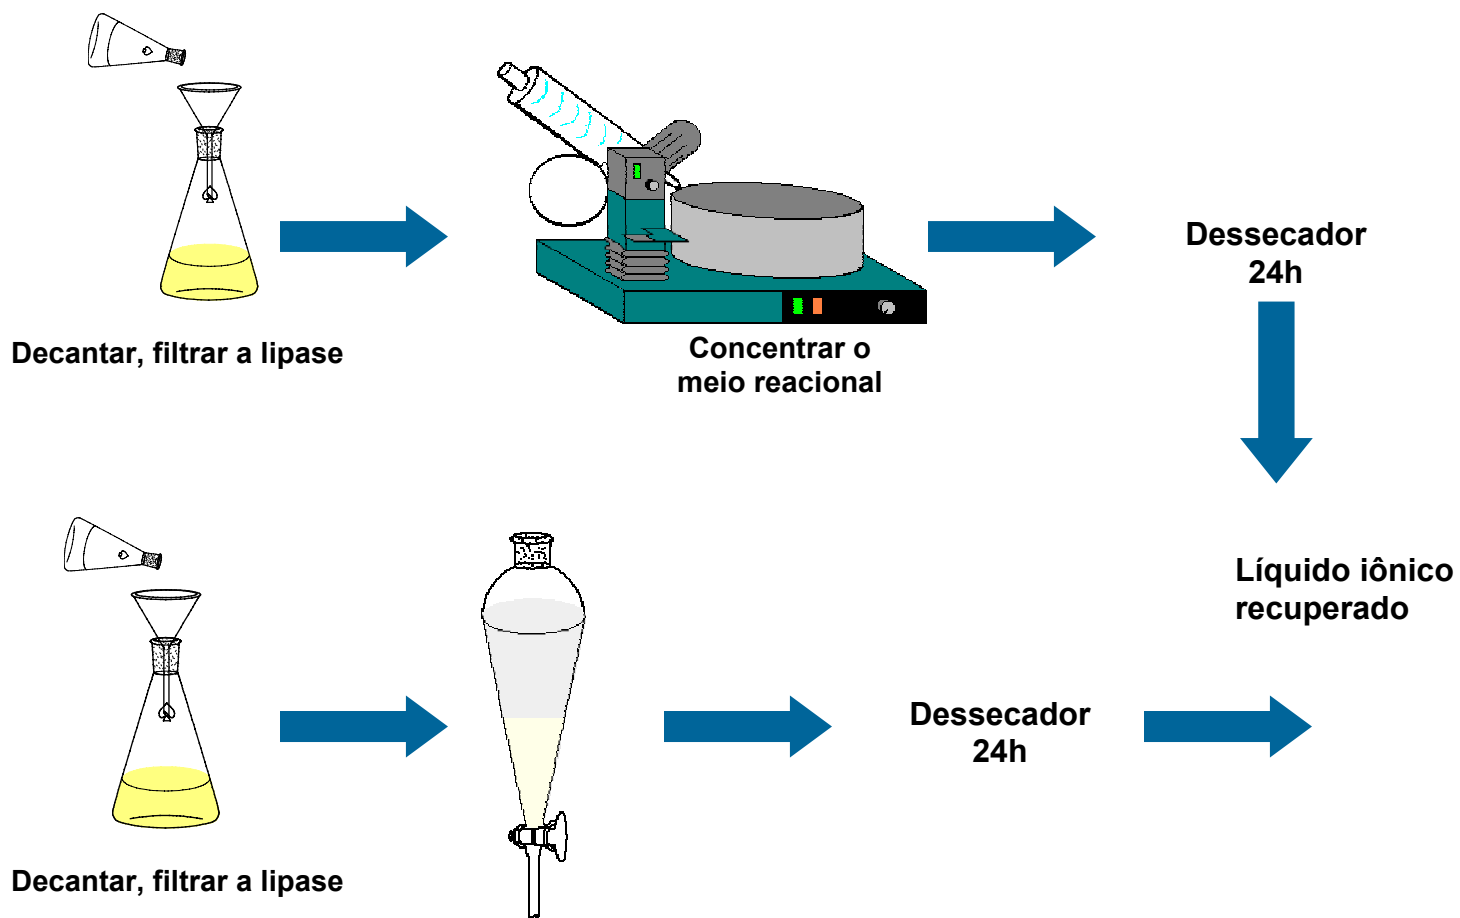 Decantar, filtrar a lipase
Concentrar o
meio reacional
Dessecador
24h
Líquido iônico
recuperado
Decantar, filtrar a lipase
Dessecador
24h